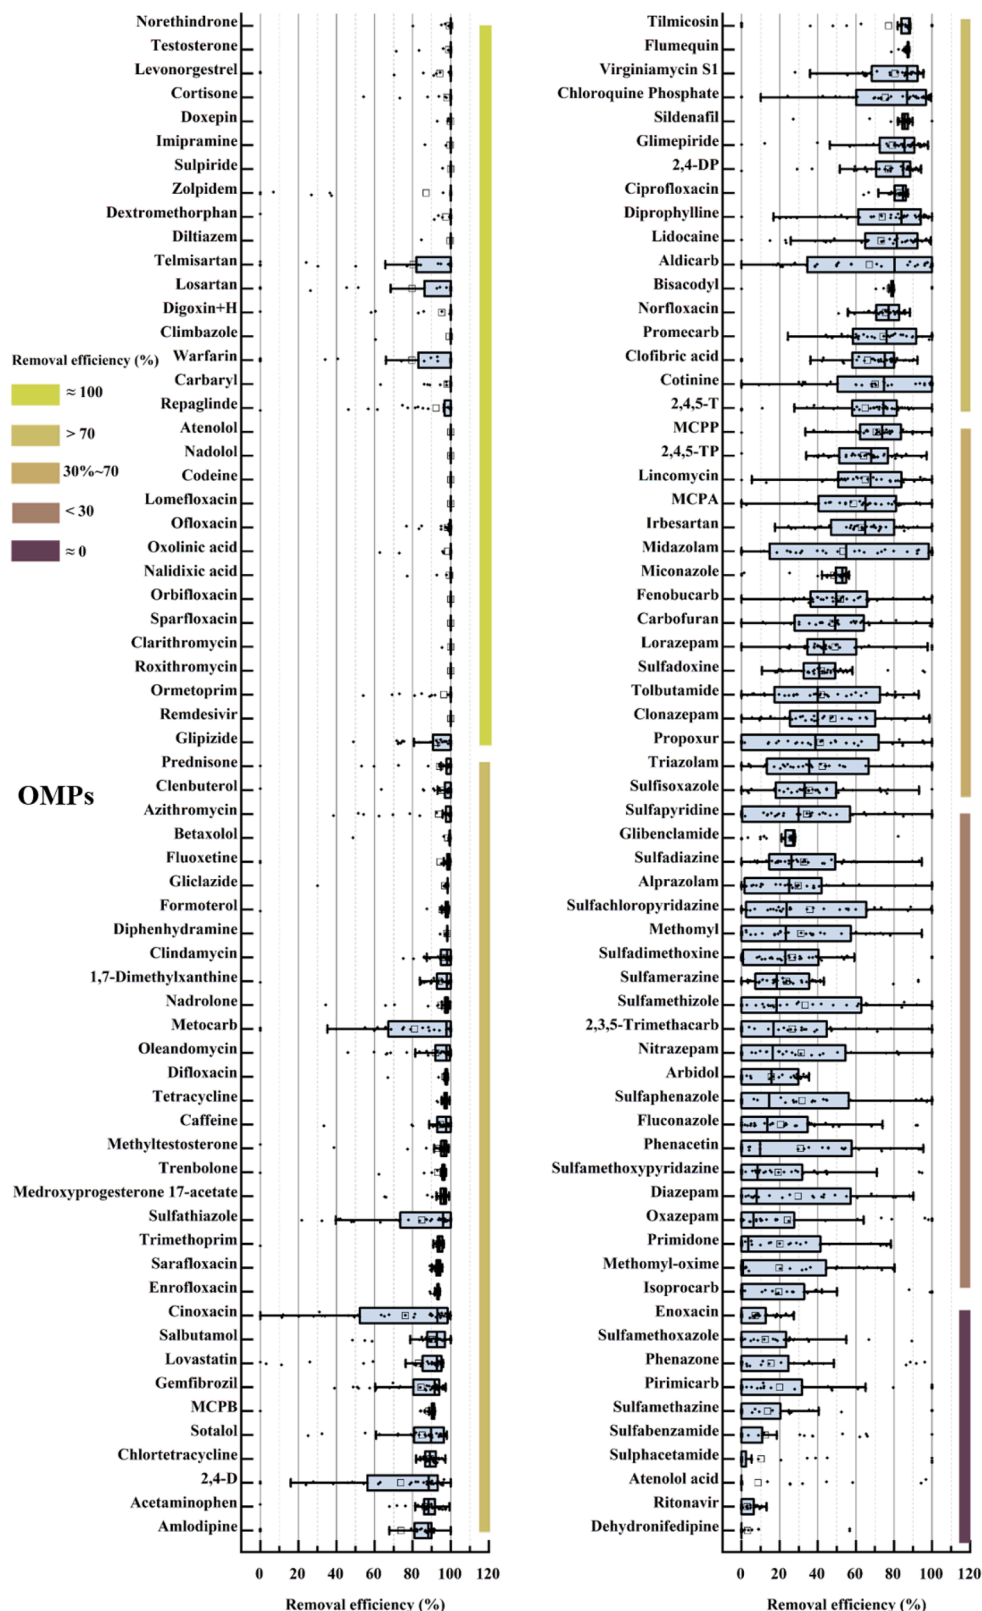 Norethindrone
Testosterone
Levonorgestrel
Cortisone
Doxepin
Imipramine
Sulpiride
Zolpidem
Dextromethorphan
Diltiazem
Telmisartan
Losartan
Digoxin+H
Climbazole
Warfarin
Carbaryl
Repaglinde
Atenolol
Nadolol
Codeine
Lomefloxacin
Ofloxacin
Oxolinic acid
Nalidixic acid
Orbifloxacin
Sparfloxacin
Clarithromycin
Roxithromycin
Ormetoprim
Remdesivir
Glipizide
Prednisone
Clenbuterol
Azithromycin
Betaxolol
Fluoxetine
Gliclazide
Formoterol
Diphenhydramine
Clindamycin
1,7-Dimethylxanthine
Nadrolone
Metocarb
Oleandomycin
Difloxacin
Tetracycline
Caffeine
Methyltestosterone
Trenbolone
Medroxyprogesterone 17-acetate
Sulfathiazole
Trimethoprim
Sarafloxacin
Enrofloxacin
Cinoxacin
Salbutamol
Lovastatin
Gemfibrozil
MCPB
Sotalol
Chlortetracycline
2,4-D
Acetaminophen
Amlodipine
0 20 40 60 80 100 120
Removal efficiency (%)
Removal efficiency (%)
≈ 100
> 70
30%~70
< 30
≈ 0
OMPs
Tilmicosin
Flumequin
Virginiamycin S1
Chloroquine Phosphate
Sildenafil
Glimepiride
2,4-DP
Ciprofloxacin
Diprophylline
Lidocaine
Aldicarb
Bisacodyl
Norfloxacin
Promecarb
Clofibric acid
Cotinine
2,4,5-T
MCPP
2,4,5-TP
Lincomycin
MCPA
Irbesartan
Midazolam
Miconazole
Fenobucarb
Carbofuran
Lorazepam
Sulfadoxine
Tolbutamide
Clonazepam
Propoxur
Triazolam
Sulfisoxazole
Sulfapyridine
Glibenclamide
Sulfadiazine
Alprazolam
Sulfachloropyridazine
Methomyl
Sulfadimethoxine
Sulfamerazine
Sulfamethizole
2,3,5-Trimethacarb
Nitrazepam
Arbidol
Sulfaphenazole
Fluconazole
Phenacetin
Sulfamethoxypyridazine
Diazepam
Oxazepam
Primidone
Methomyl-oxime
Isoprocarb
Enoxacin
Sulfamethoxazole
Phenazone
Pirimicarb
Sulfamethazine
Sulfabenzamide
Sulphacetamide
Atenolol acid
Ritonavir
Dehydronifedipine
0 20 40 60 80 100 120
Removal efficiency (%)